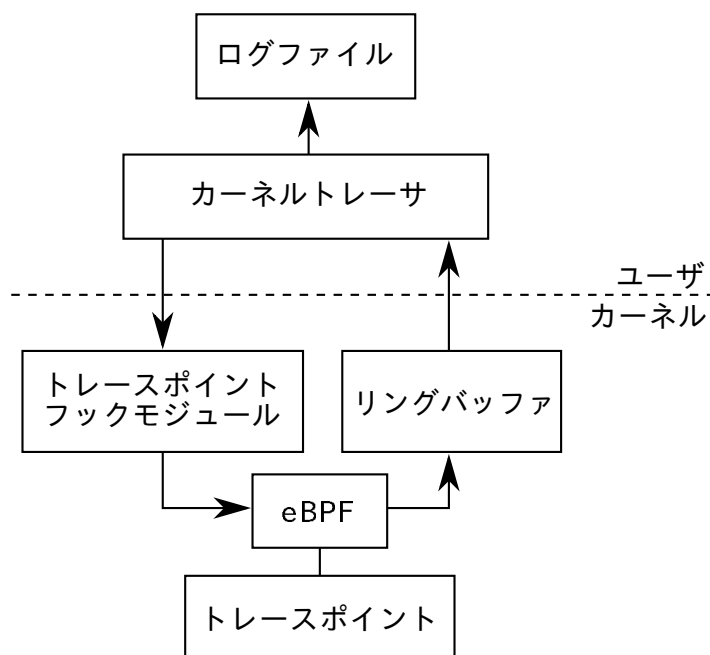 ログファイル
カーネルトレーサ
ユーザ
カーネル
トレースポイント
フックモジュール
リングバッファ
eBPF
トレースポイント